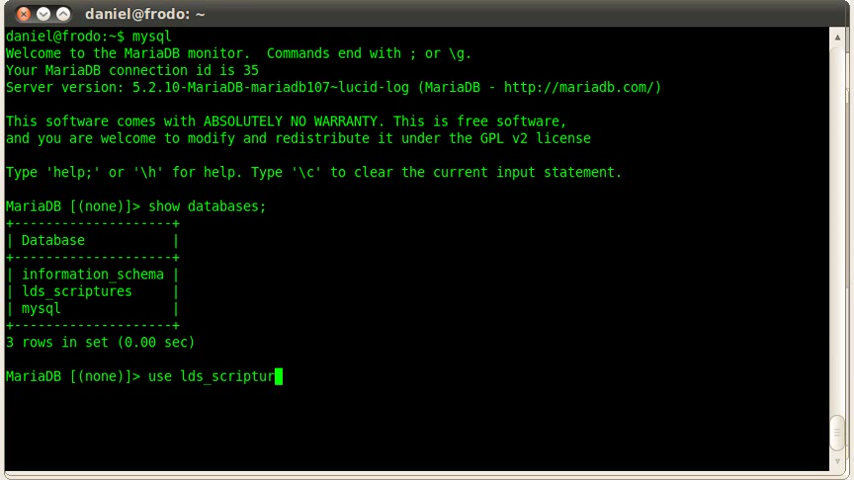 daniel@frodo: ~
daniel@frodo:~$ mysql
Welcome to the MariaDB monitor.  Commands end with ; or \g.
Your MariaDB connection id is 35
Server version: 5.2.10-MariaDB-mariadb107~lucid-log (MariaDB - http://mariadb.com/)
This software comes with ABSOLUTELY NO WARRANTY. This is free software,
and you are welcome to modify and redistribute it under the GPL v2 license
Type 'help;' or '\h' for help. Type '\c' to clear the current input statement.
MariaDB [(none)]> show databases;
+--------------------+
| Database           |
+--------------------+
| information_schema |
| lds_scriptures     |
| mysql              |
+--------------------+
3 rows in set (0.00 sec)
MariaDB [(none)]> use lds_scriptur